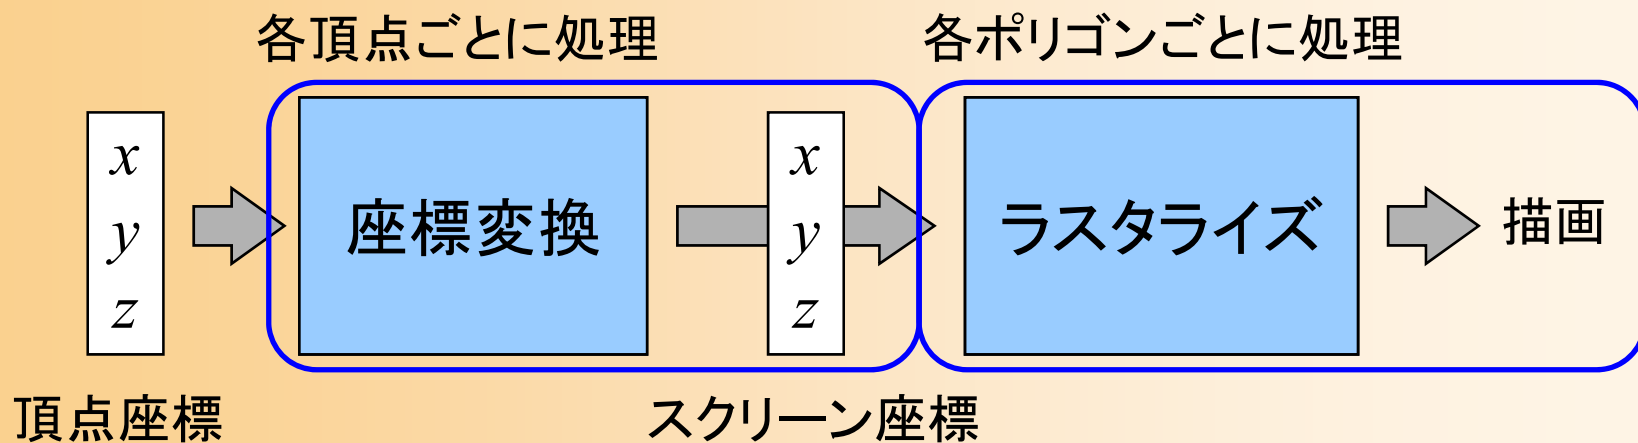 各頂点ごとに処理
各ポリゴンごとに処理
x
y
z
座標変換
x
y
z
ラスタライズ
描画
頂点座標
スクリーン座標